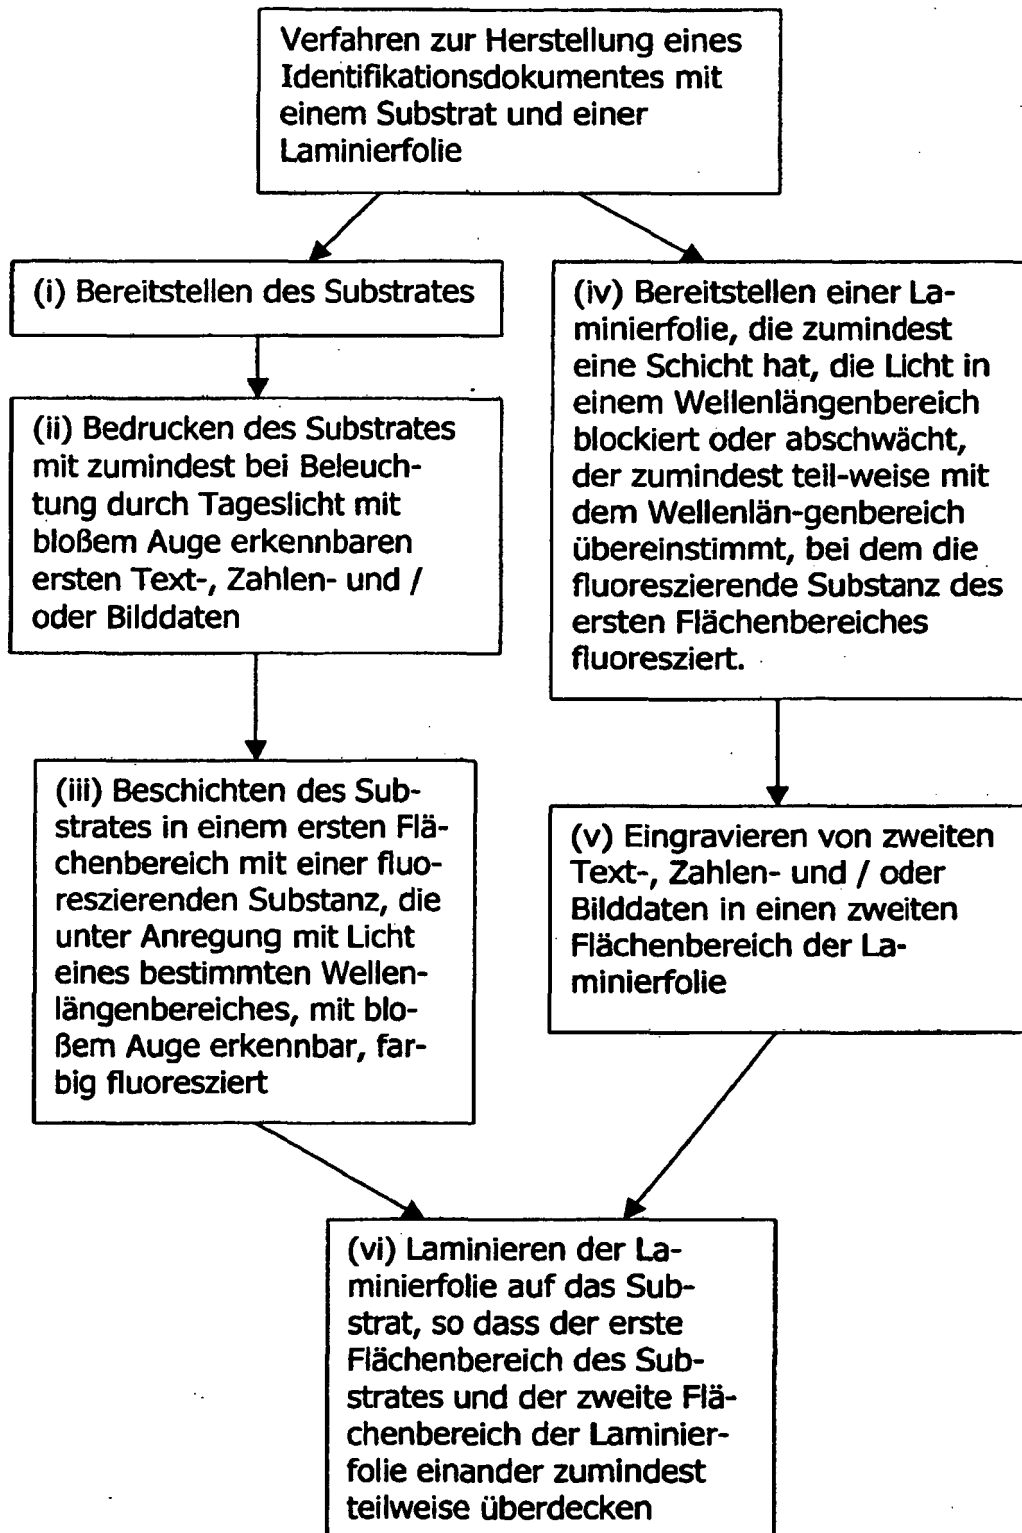 Verfahren zur Herstellung eines
Identifikationsdokumentes mit
einem Substrat und einer
Laminierfolie
(i) Bereitstellen des Substrates
(ii) Bedrucken des Substrates
mit zumindest bei Beleuch-
tung durch Tageslicht mit
bloßem Auge erkennbaren
ersten Text-, Zahlen- und /
oder Bilddaten
(iii) Beschichten des Sub-
strates in einem ersten Flä-
chenbereich mit einer fluo-
reszierenden Substanz, die
unter Anregung mit Licht
eines bestimmten Wellen-
längenbereiches, mit blo-
ßem Auge erkennbar, far-
big fluoresziert
(iv) Bereitstellen einer La-
minierfolie, die zumindest
eine Schicht hat, die Licht in
einem Wellenlängenbereich
blockiert oder abschwächt,
der zumindest teil-weise mit
dem Wellenlän-genbereich
übereinstimmt, bei dem die
fluoreszierende Substanz des
ersten Flächenbereiches
fluoresziert.
(v) Eingravieren von zweiten
Text-, Zahlen- und / oder
Bilddaten in einen zweiten
Flächenbereich der La-
minierfolie
(vi) Laminieren der La-
minierfolie auf das Sub-
strat, so dass der erste
Flächenbereich des Sub-
strates und der zweite Flä-
chenbereich der Laminier-
folie einander zumindest
teilweise überdecken